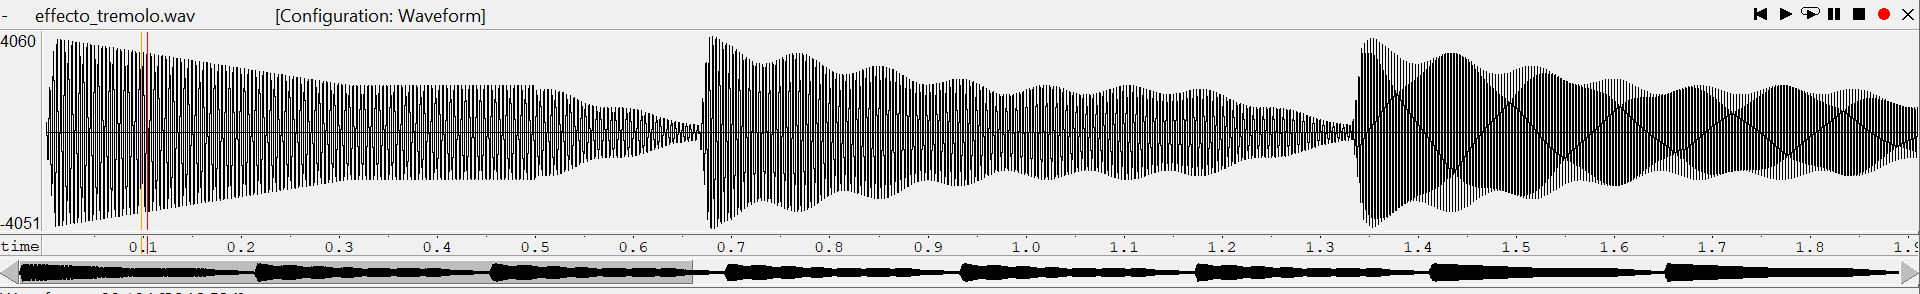 - effecto_tremolo.wav [Configuration: Waveform]
4060
-4051
time 0.1 0.2 0.3 0.4 0.5 0.6 0.7 0.8 0.9 1.0 1.1 1.2 1.3 1.4 1.5 1.6 1.7 1.8 1.9